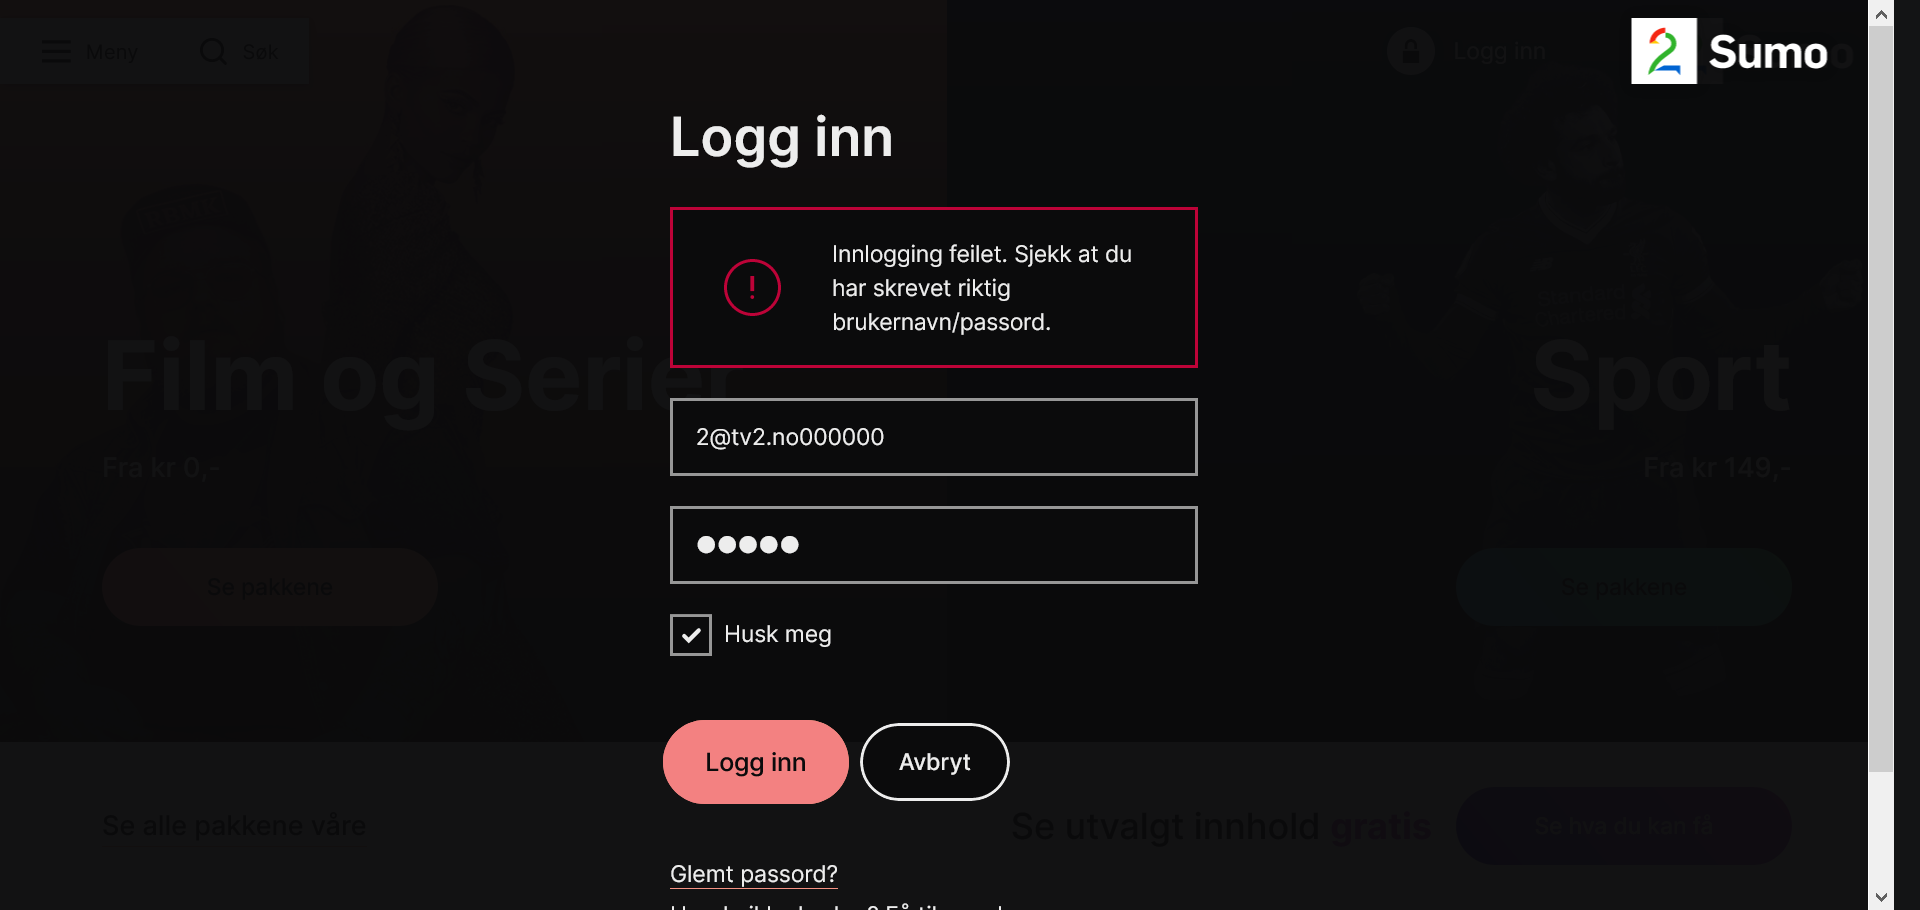 Meny
Søk
Logg inn
2 Sumo
Logg inn
Innlogging feilet. Sjekk at du
har skrevet riktig
brukernavn/passord.
Film og Serier
Sport
2@tv2.no000000
Fra kr 0,-
Fra kr 149,-
●●●●●
Se pakkene
Se pakkene
Husk meg
Logg inn
Avbryt
Se alle pakkene våre
Se utvalgt innhold gratis
Se hva du kan få
Glemt passord?